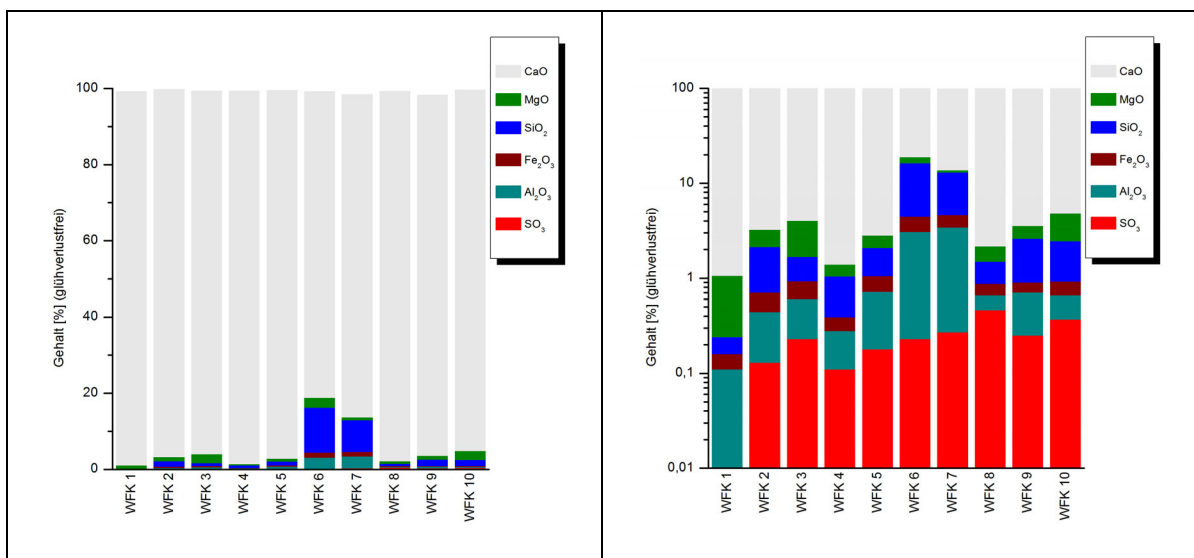 CaO
MgO
SiO₂
Fe₂O₃
Al₂O₃
SO₃
Gehalt [%] (glühverlustfrei)
100
80
60
40
20
0
WFK 1
WFK 2
WFK 3
WFK 4
WFK 5
WFK 6
WFK 7
WFK 8
WFK 9
WFK 10
CaO
MgO
SiO₂
Fe₂O₃
Al₂O₃
SO₃
Gehalt [%] (glühverlustfrei)
100
10
1
0,1
0,01
WFK 1
WFK 2
WFK 3
WFK 4
WFK 5
WFK 6
WFK 7
WFK 8
WFK 9
WFK 10